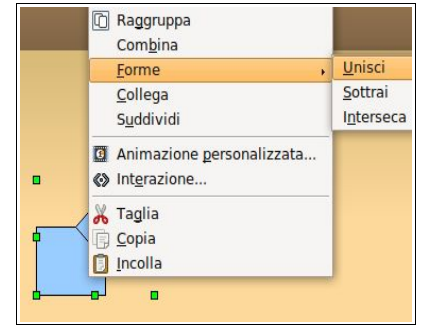 Raggruppa
Combina
Forme
Collega
Suddividi
Animazione personalizzata...
Interazione...
Taglia
Copia
Incolla
Unisci
Sottrai
Interseca